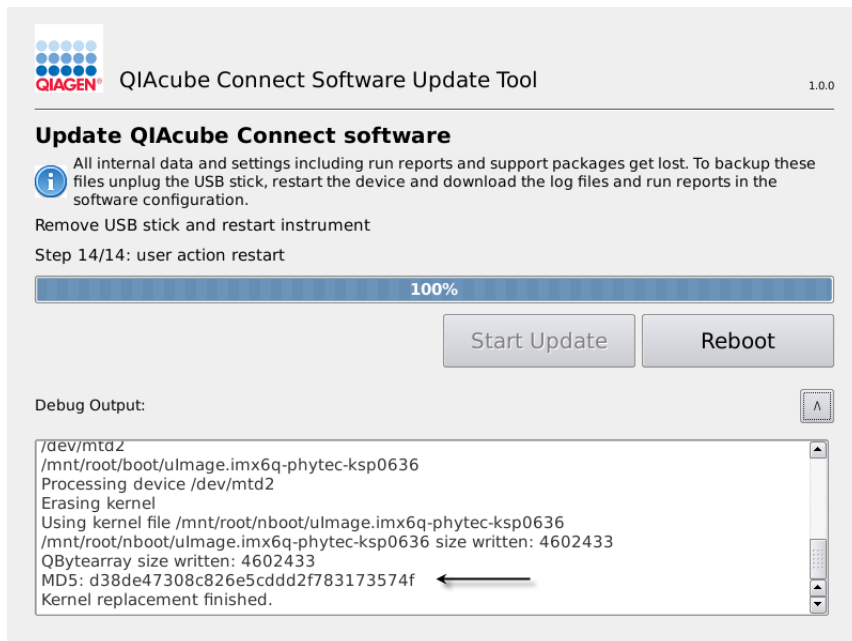 QIAGEN®
QIAcube Connect Software Update Tool
1.0.0
Update QIAcube Connect software
All internal data and settings including run reports and support packages get lost. To backup these
files unplug the USB stick, restart the device and download the log files and run reports in the
software configuration.
Remove USB stick and restart instrument
Step 14/14: user action restart
100%
Start Update
Reboot
Debug Output:
/dev/mtd2
/mnt/root/boot/uImage.imx6q-phytec-ksp0636
Processing device /dev/mtd2
Erasing kernel
Using kernel file /mnt/root/nboot/uImage.imx6q-phytec-ksp0636
/mnt/root/nboot/uImage.imx6q-phytec-ksp0636 size written: 4602433
QBytearray size written: 4602433
MD5: d38de47308c826e5cddd2f783173574f
Kernel replacement finished.